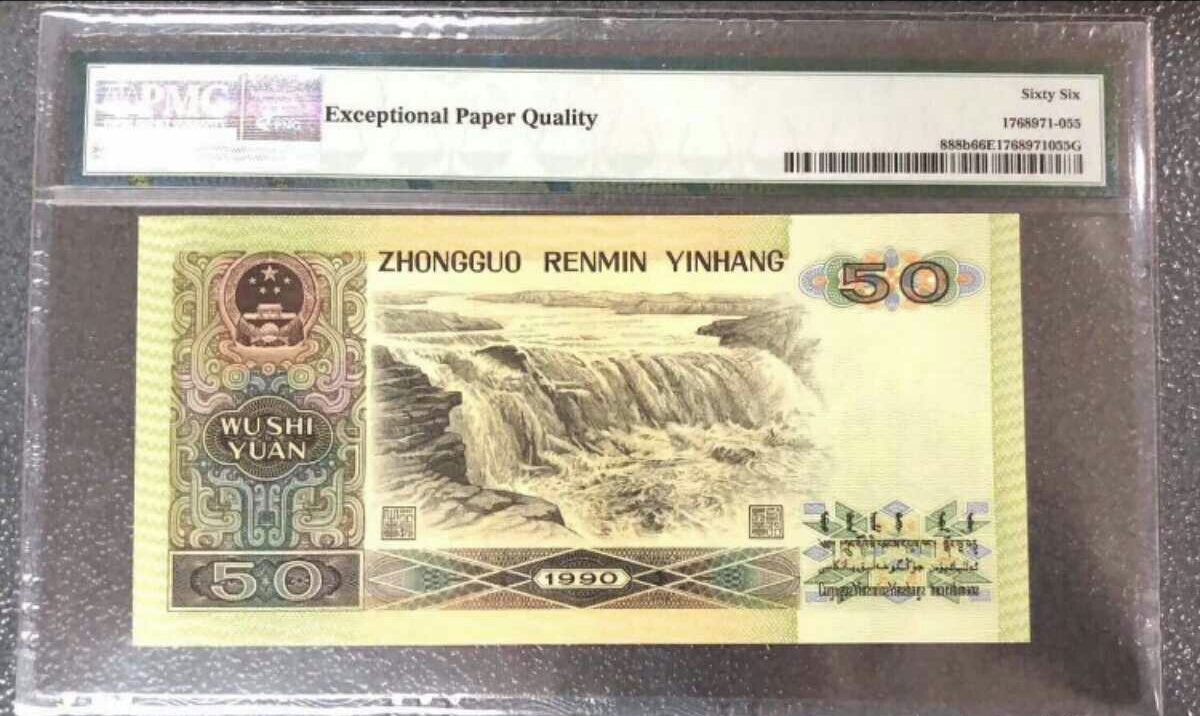 PMG
Exceptional Paper Quality
Sixty Six
1768971-055
888b66E1768971055G
ZHONGGUO RENMIN YINHANG
50
WU SHI
YUAN
50
1990